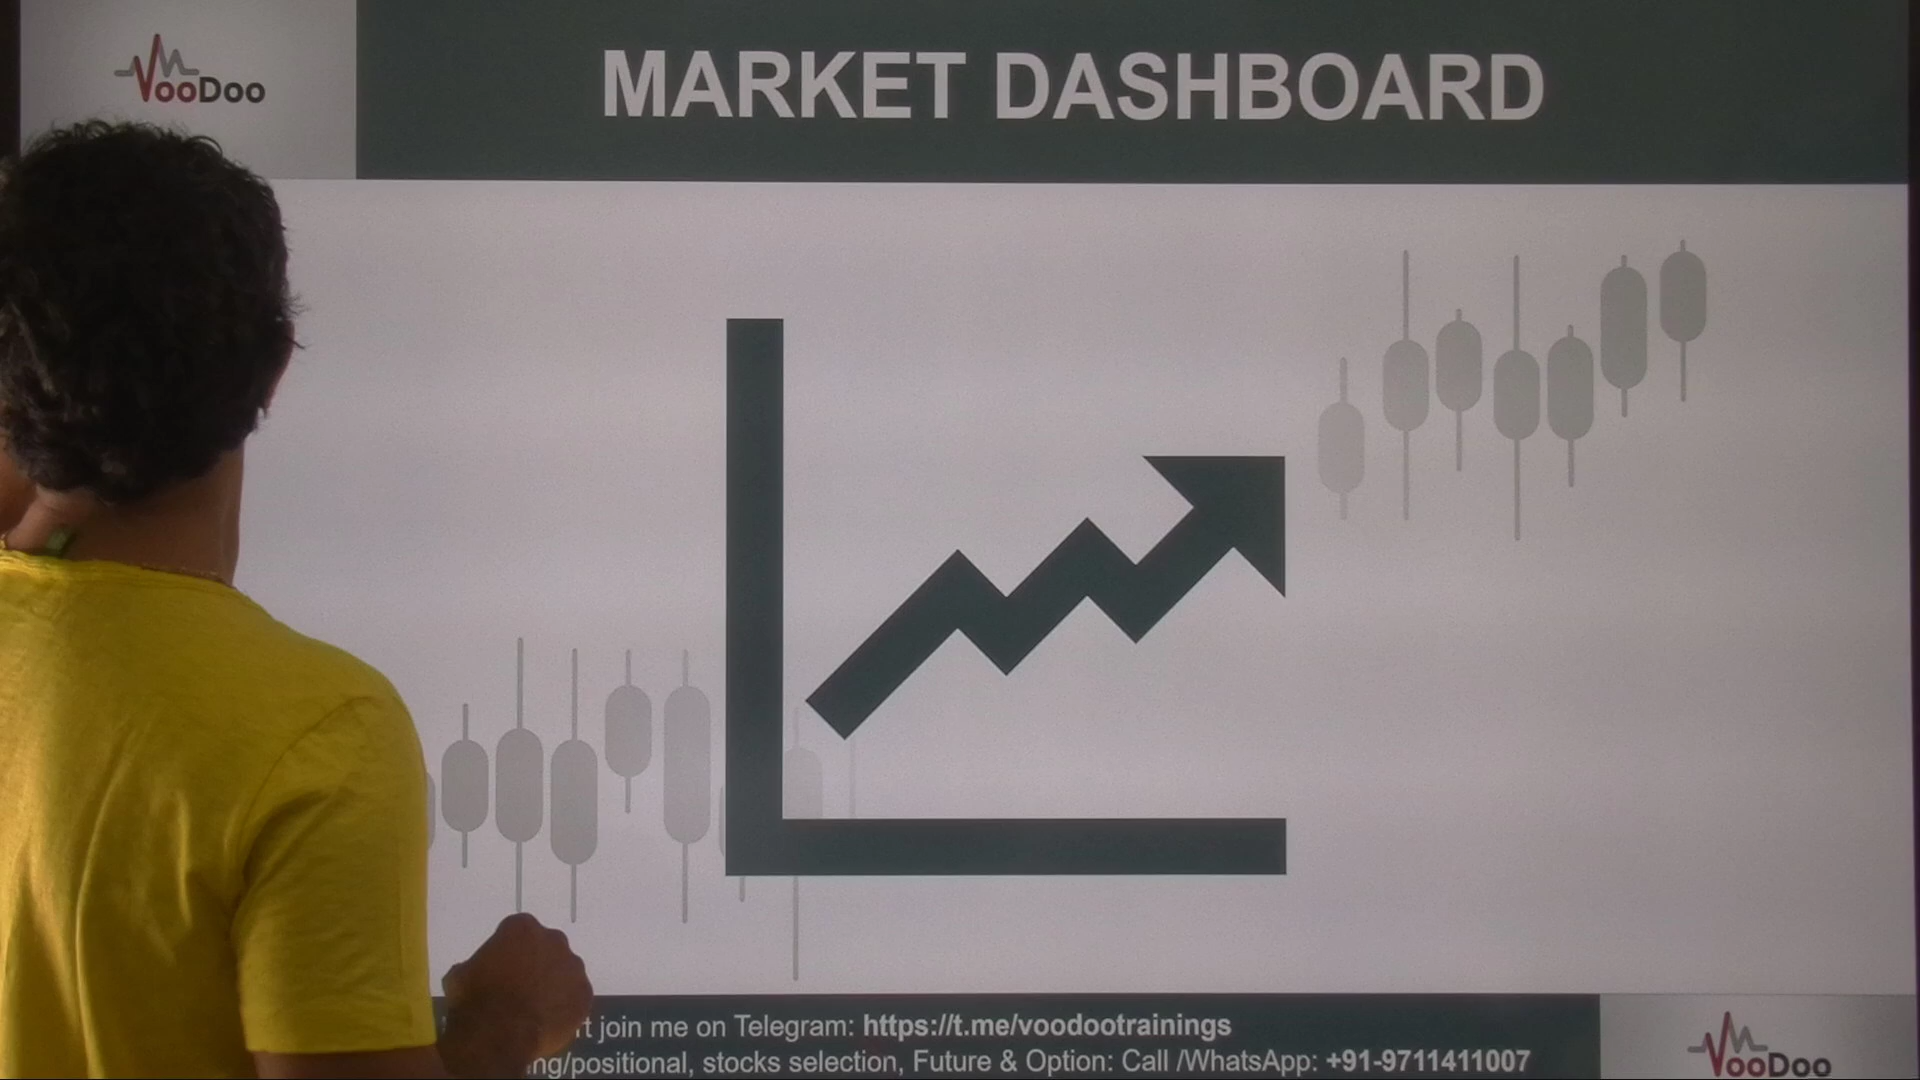 VooDoo
MARKET DASHBOARD
join me on Telegram: https://t.me/voodootrainings
/positional, stocks selection, Future & Option: Call /WhatsApp: +91-9711411007
VooDoo